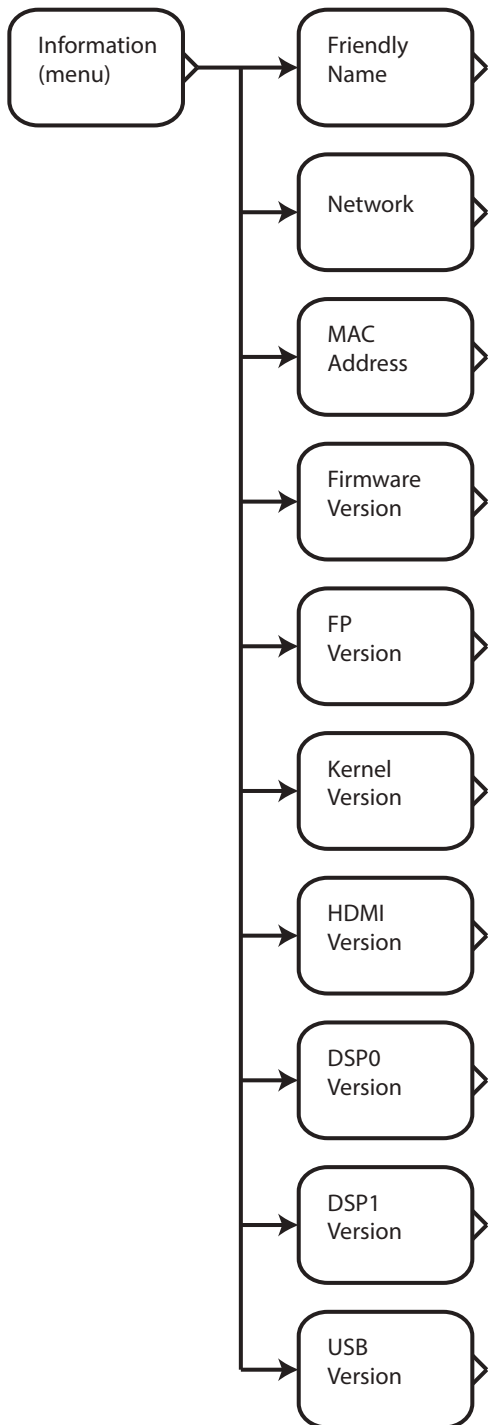 Information
(menu)
Friendly
Name
Network
MAC
Address
Firmware
Version
FP
Version
Kernel
Version
HDMI
Version
DSP0
Version
DSP1
Version
USB
Version